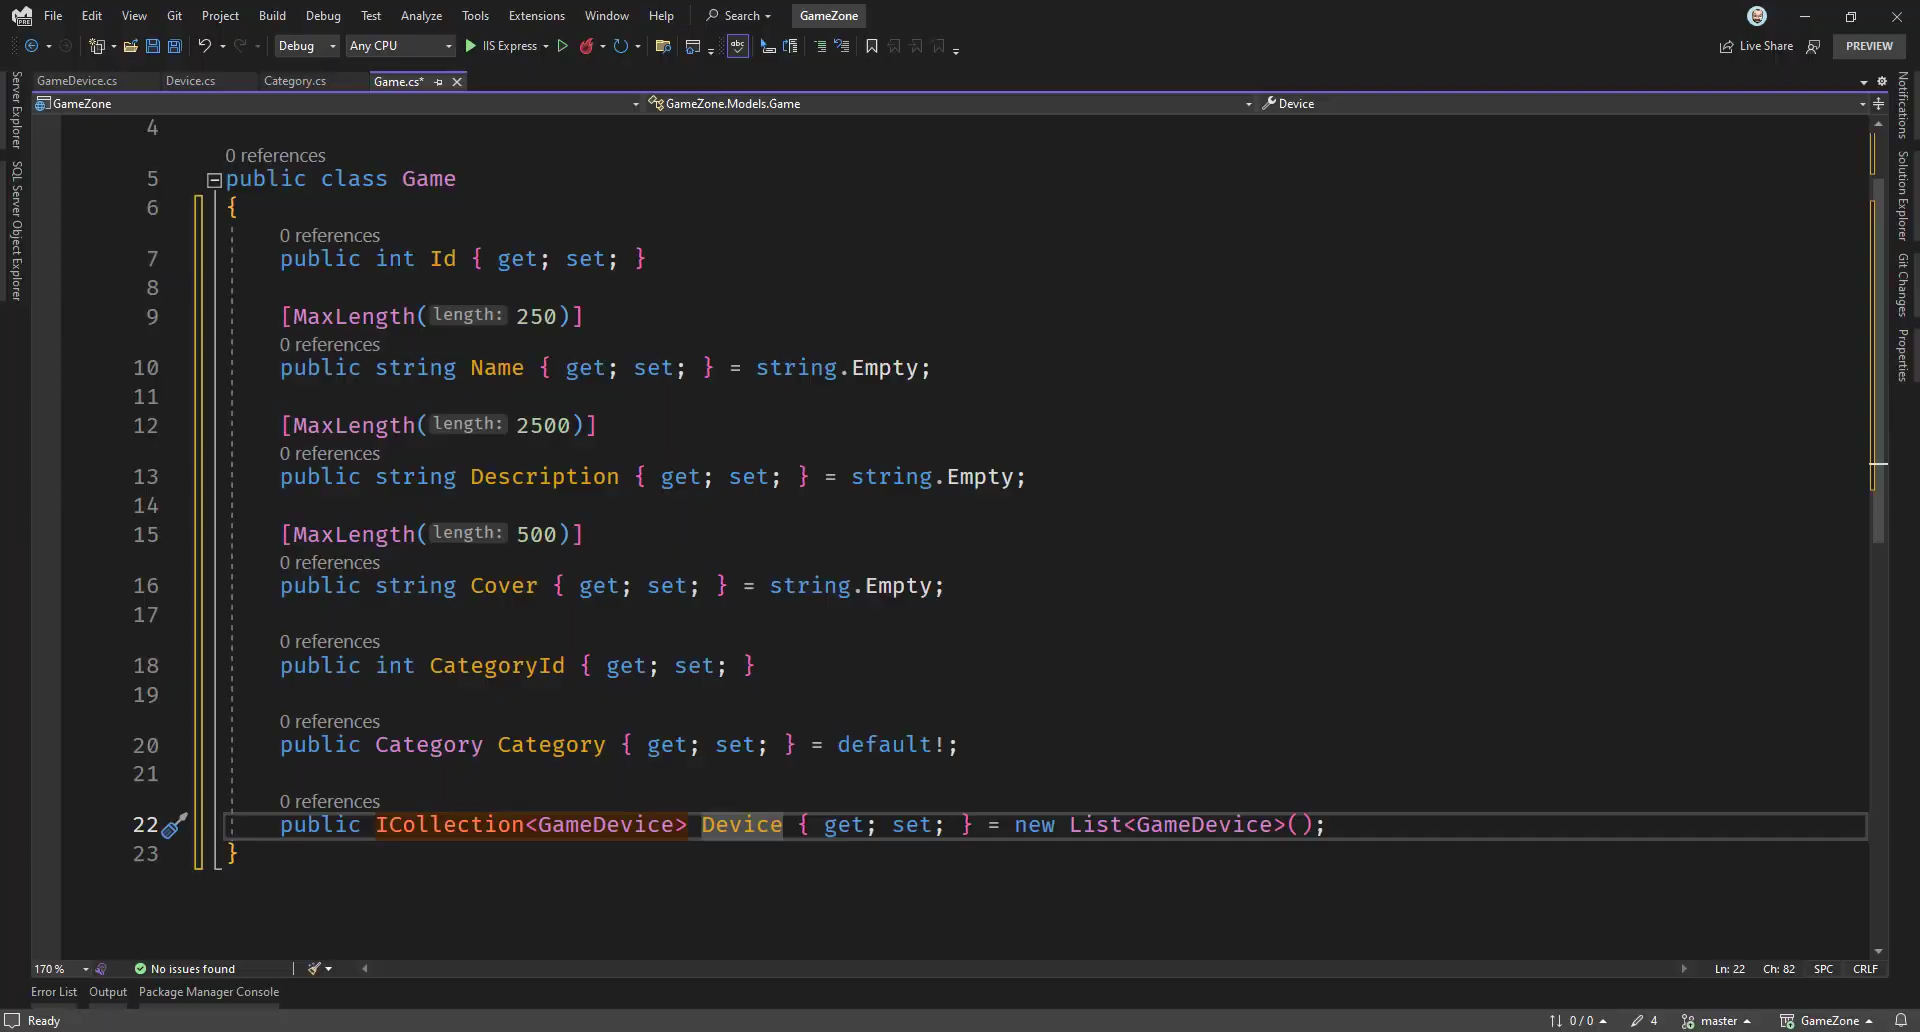 File Edit View Git Project Build Debug Test Analyze Tools Extensions Window Help Search GameZone
Debug Any CPU IIS Express Live Share PREVIEW
GameDevice.cs Device.cs Category.cs Game.cs*
GameZone GameZone.Models.Game Device
4
0 references
5 public class Game
6 {
0 references
7 public int Id { get; set; }
8
9 [MaxLength(length: 250)]
0 references
10 public string Name { get; set; } = string.Empty;
11
12 [MaxLength(length: 2500)]
0 references
13 public string Description { get; set; } = string.Empty;
14
15 [MaxLength(length: 500)]
0 references
16 public string Cover { get; set; } = string.Empty;
17
0 references
18 public int CategoryId { get; set; }
19
0 references
20 public Category Category { get; set; } = default!;
21
0 references
22 public ICollection<GameDevice> Device { get; set; } = new List<GameDevice>();
23 }
Server Explorer
SQL Server Object Explorer
Notifications
Solution Explorer
Git Changes
Properties
170 % No issues found Ln: 22 Ch: 82 SPC CRLF
Error List Output Package Manager Console
Ready 0 / 0 4 master GameZone